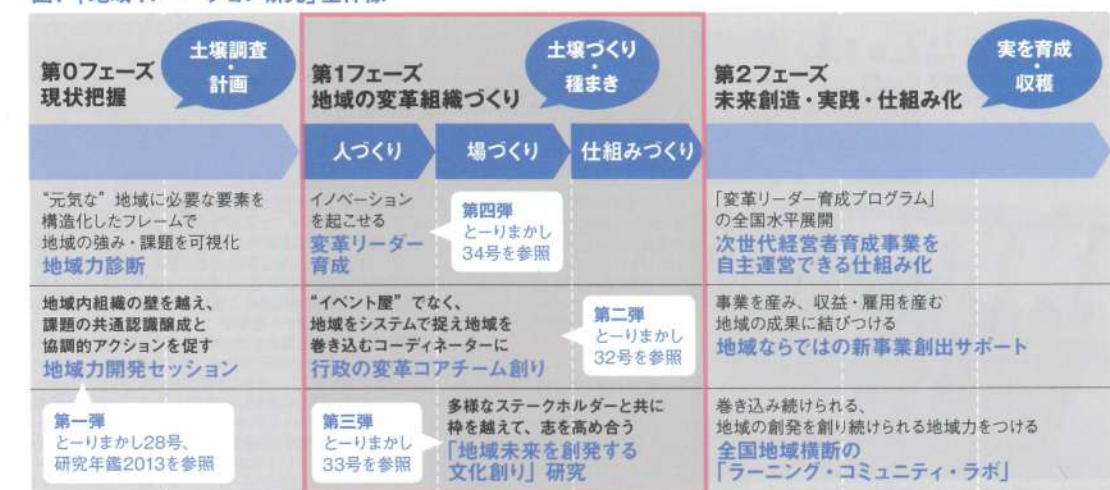 第0フェーズ
現状把握
土壌調査
・
計画
第1フェーズ
地域の変革組織づくり
土壌づくり
・
種まき
第2フェーズ
未来創造・実践・仕組み化
実を育成
・
収穫
人づくり
場づくり
仕組みづくり
“元気な”地域に必要な要素を
構造化したフレームで
地域の強み・課題を可視化
地域力診断
イノベーション
を起こせる
変革リーダー
育成
第四弾
とーりまかし
34号を参照
「変革リーダー育成プログラム」
の全国水平展開
次世代経営者育成事業を
自主運営できる仕組み化
地域内組織の壁を越え、
課題の共通認識醸成と
協調的アクションを促す
地域力開発セッション
“イベント屋”でなく、
地域をシステムで捉え地域を
巻き込むコーディネーターに
行政の変革コアチーム創り
第二弾
とーりまかし
32号を参照
事業を産み、収益・雇用を産む
地域の成果に結びつける
地域ならではの新事業創出サポート
第一弾
とーりまかし28号、
研究年鑑2013を参照
第三弾
とーりまかし
33号を参照
多様なステークホルダーと共に
枠を越えて、志を高め合う
「地域未来を創発する
文化創り」研究
巻き込み続けられる、
地域の創発を創り続けられる地域力をつける
全国地域横断の
「ラーニング・コミュニティ・ラボ」